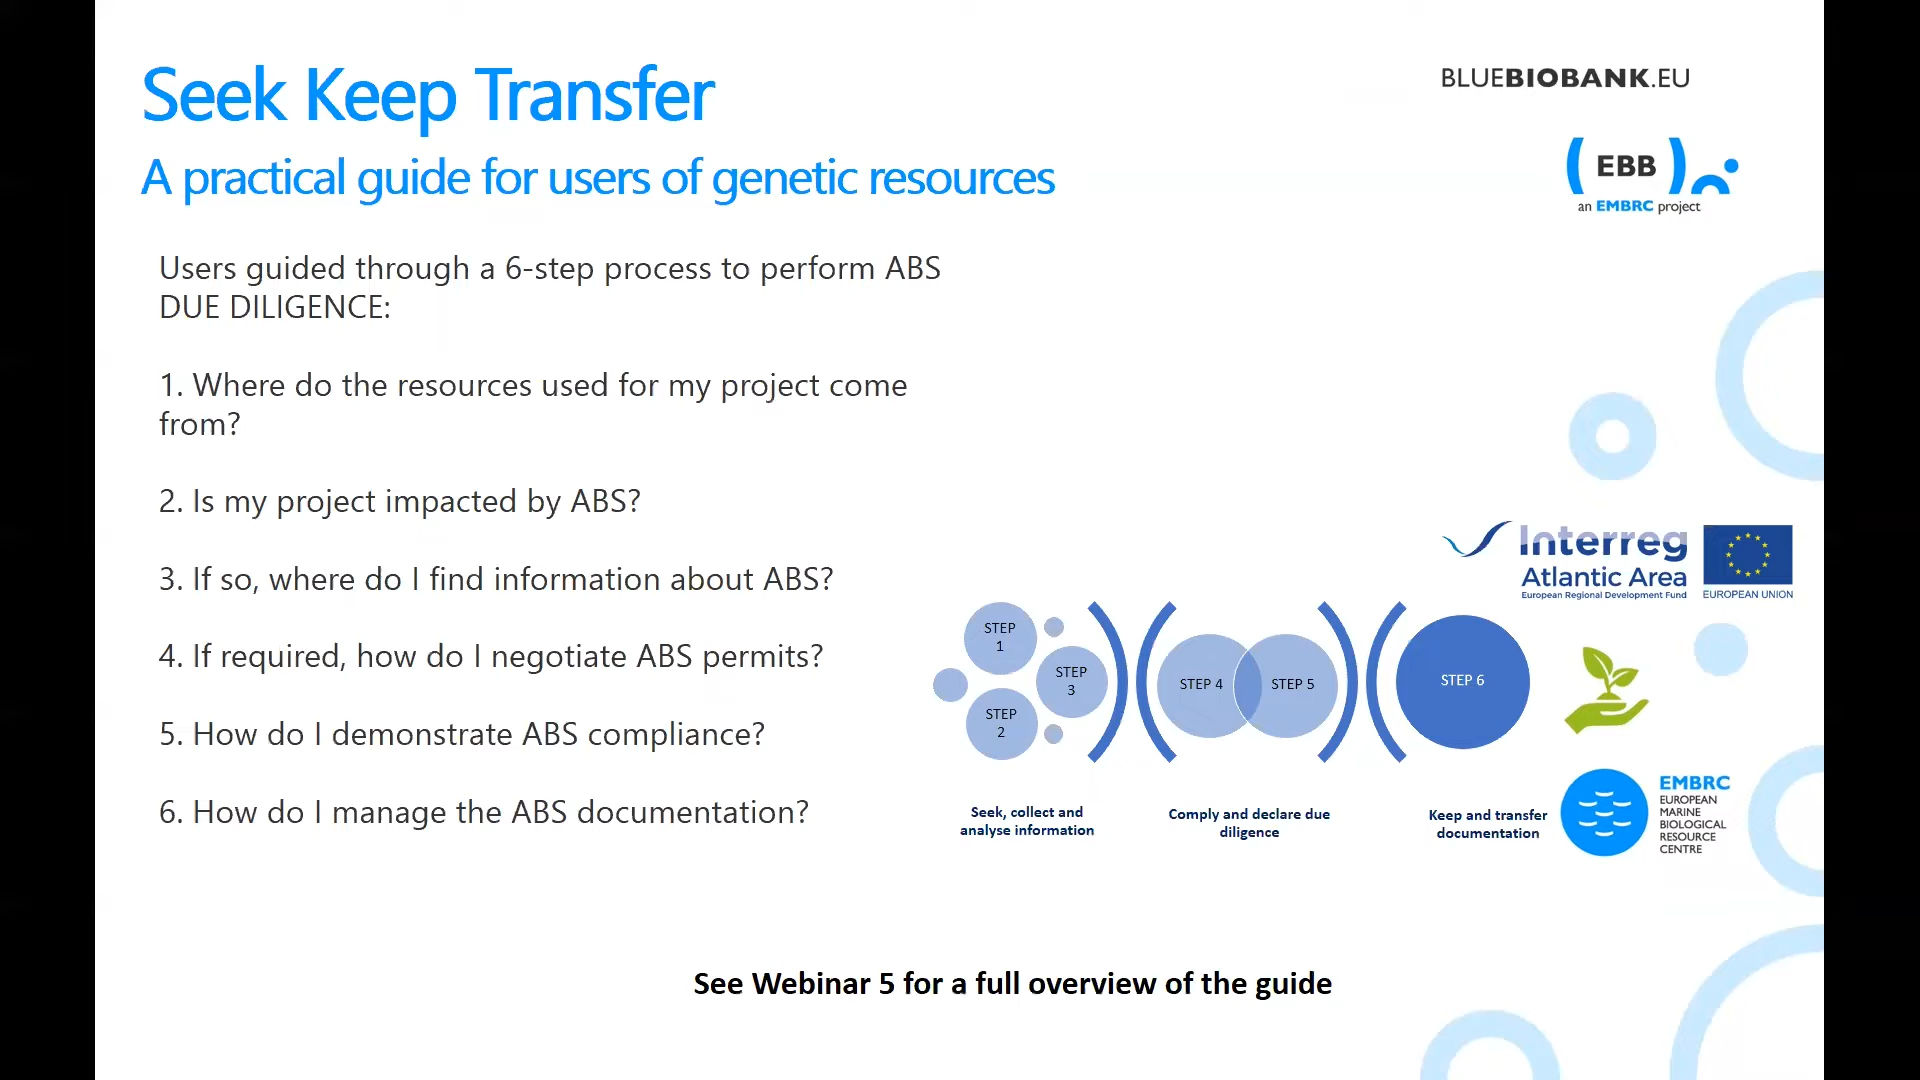 Seek Keep Transfer
A practical guide for users of genetic resources
BLUEBIOBANK.EU
EBB
an EMBRC project
Users guided through a 6-step process to perform ABS
DUE DILIGENCE:
1. Where do the resources used for my project come
from?
2. Is my project impacted by ABS?
3. If so, where do I find information about ABS?
4. If required, how do I negotiate ABS permits?
5. How do I demonstrate ABS compliance?
6. How do I manage the ABS documentation?
Interreg
Atlantic Area
European Regional Development Fund
EUROPEAN UNION
STEP
1
STEP
2
STEP
3
STEP 4
STEP 5
STEP 6
Seek, collect and
analyse information
Comply and declare due
diligence
Keep and transfer
documentation
EMBRC
EUROPEAN
MARINE
BIOLOGICAL
RESOURCE
CENTRE
See Webinar 5 for a full overview of the guide